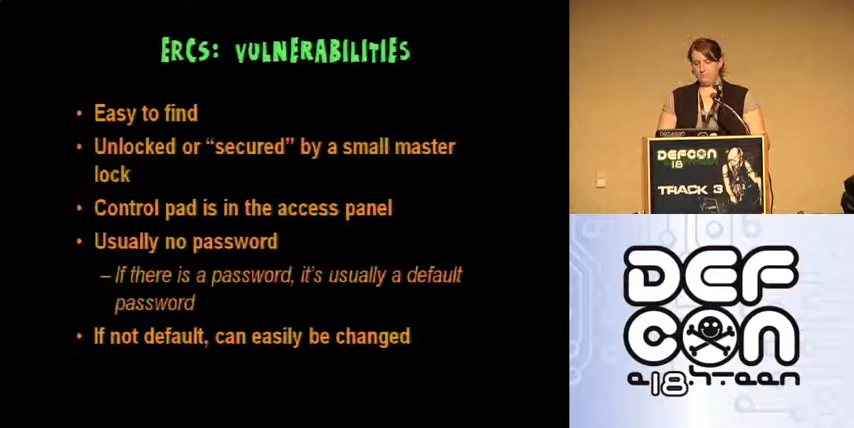 ERCS: VULNERABILITIES
• Easy to find
• Unlocked or “secured” by a small master
lock
• Control pad is in the access panel
• Usually no password
– If there is a password, it's usually a default
password
• If not default, can easily be changed
DEFCON
18
TRACK 3
DEF
CON
e.18.h.teen